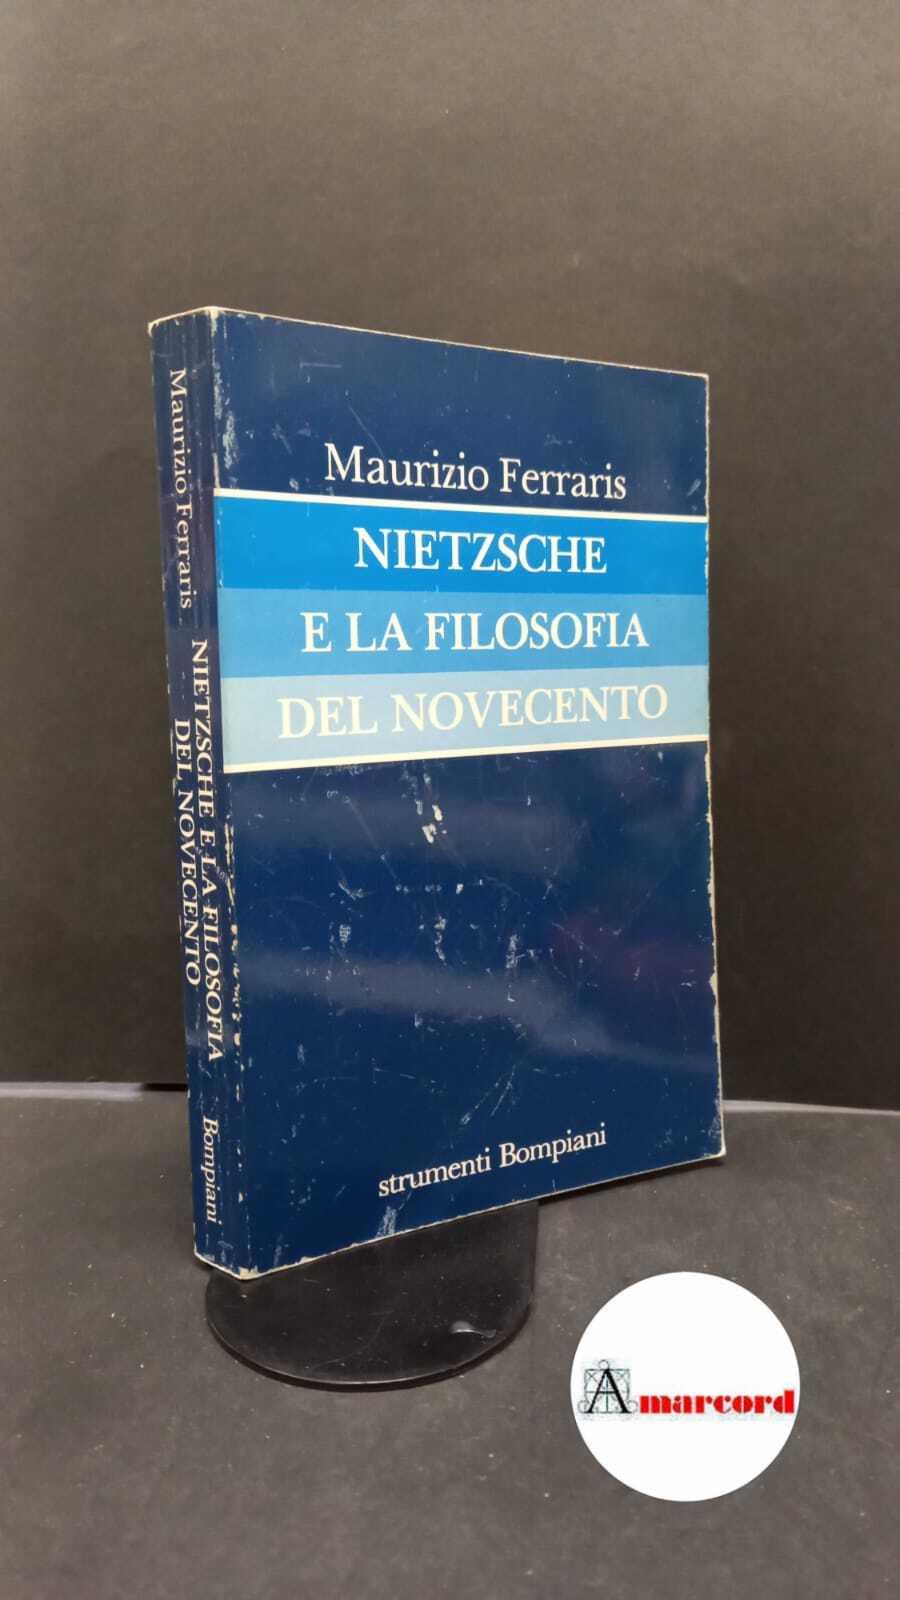 Maurizio Ferraris
NIETZSCHE
E LA FILOSOFIA
DEL NOVECENTO
strumenti Bompiani
Maurizio Ferraris
NIETZSCHE E LA FILOSOFIA
DEL NOVECENTO
Bompiani
Amarcord